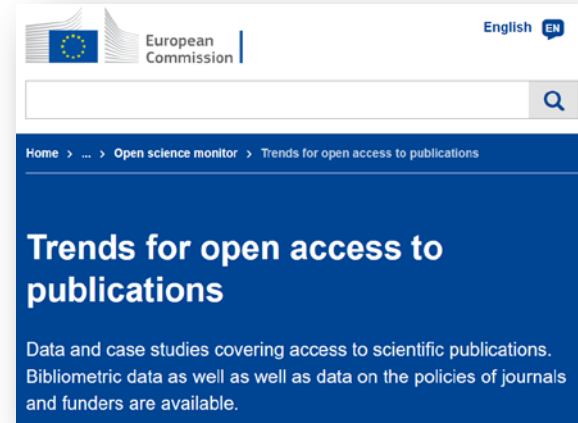 European
Commission
English EN
Home > ... > Open science monitor > Trends for open access to publications
Trends for open access to
publications
Data and case studies covering access to scientific publications.
Bibliometric data as well as well as data on the policies of journals
and funders are available.